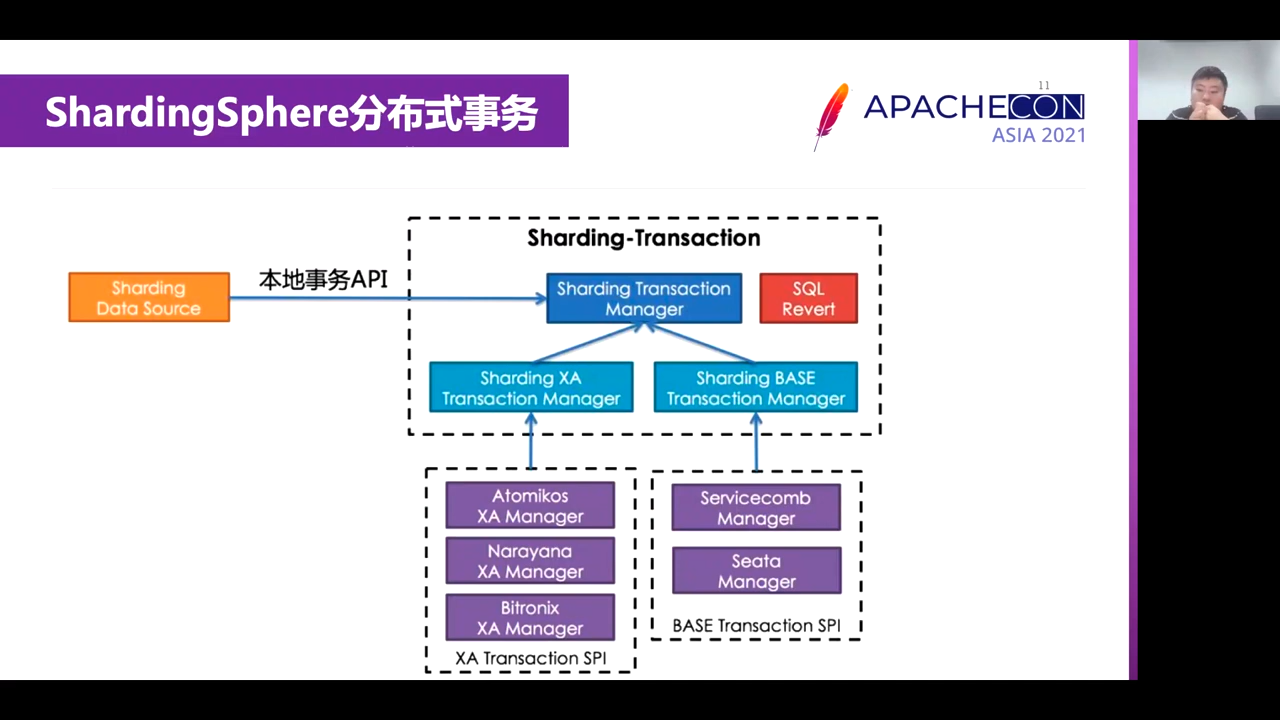 ShardingSphere分布式事务
11
APACHECON
ASIA 2021
Sharding-Transaction
本地事务API
Sharding
Data Source
Sharding Transaction
Manager
SQL
Revert
Sharding XA
Transaction Manager
Sharding BASE
Transaction Manager
Atomikos
XA Manager
Narayana
XA Manager
Bitronix
XA Manager
XA Transaction SPI
Servicecomb
Manager
Seata
Manager
BASE Transaction SPI